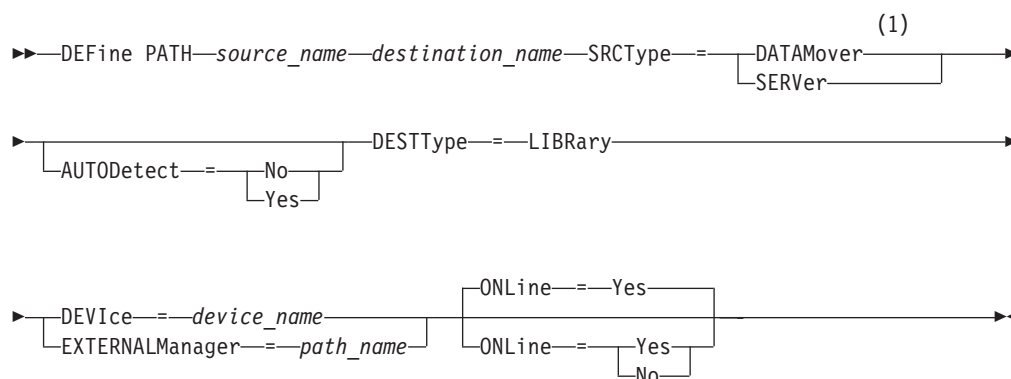 (1)
DEFine PATH source_name destination_name SRCType = DATAMover
SERVer
DESTType = LIBRary
AUTODetect = No
Yes
ONLine = Yes
DEVIce = device_name
EXTERNALManager = path_name ONLine = Yes
No